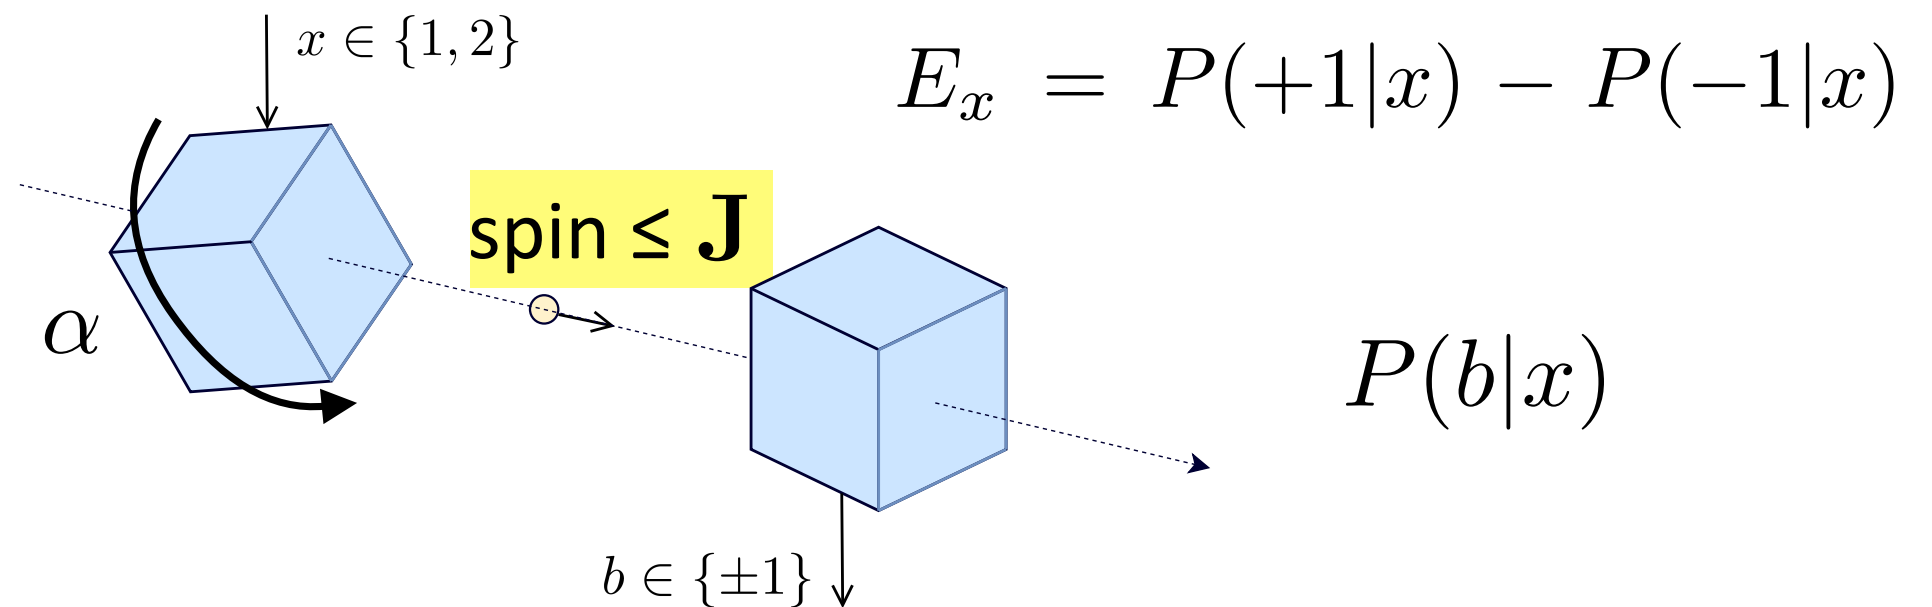 x ∈ {1, 2}
E_x = P(+1|x) − P(−1|x)
spin ≤ J
α
P(b|x)
b ∈ {±1}